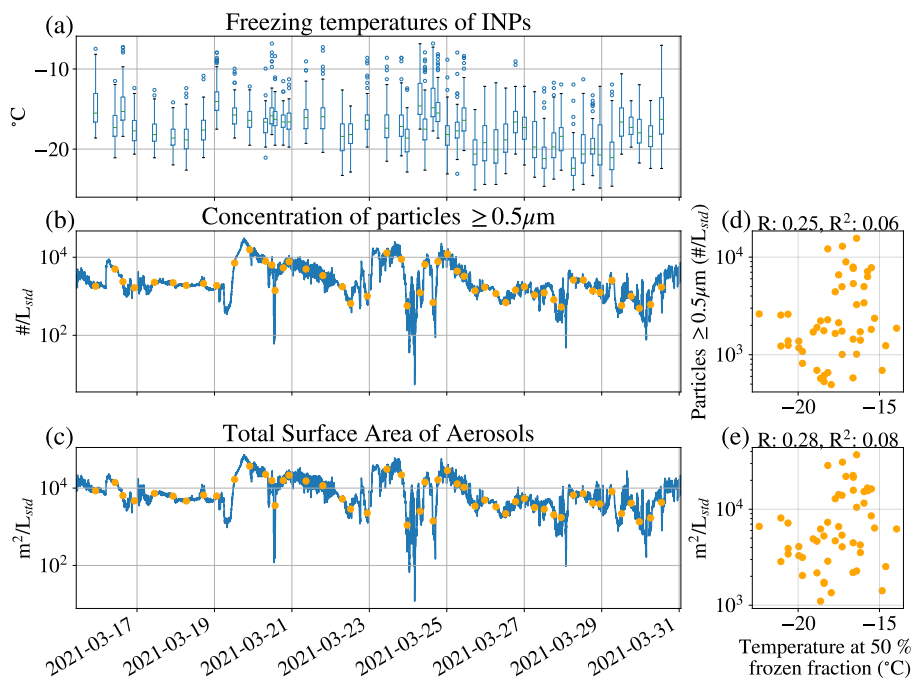 (a) Freezing temperatures of INPs
−10
°C
−20
(b) Concentration of particles ≥0.5μm
10⁴
#/L_std
10²
(d) R: 0.25, R²: 0.06
Particles ≥0.5μm (#/L_std)
10⁴
10³
−20 −15
(c) Total Surface Area of Aerosols
10⁴
m²/L_std
10²
2021-03-17
2021-03-19
2021-03-21
2021-03-23
2021-03-25
2021-03-27
2021-03-29
2021-03-31
(e) R: 0.28, R²: 0.08
m²/L_std
10⁴
10³
−20 −15
Temperature at 50 %
frozen fraction (°C)